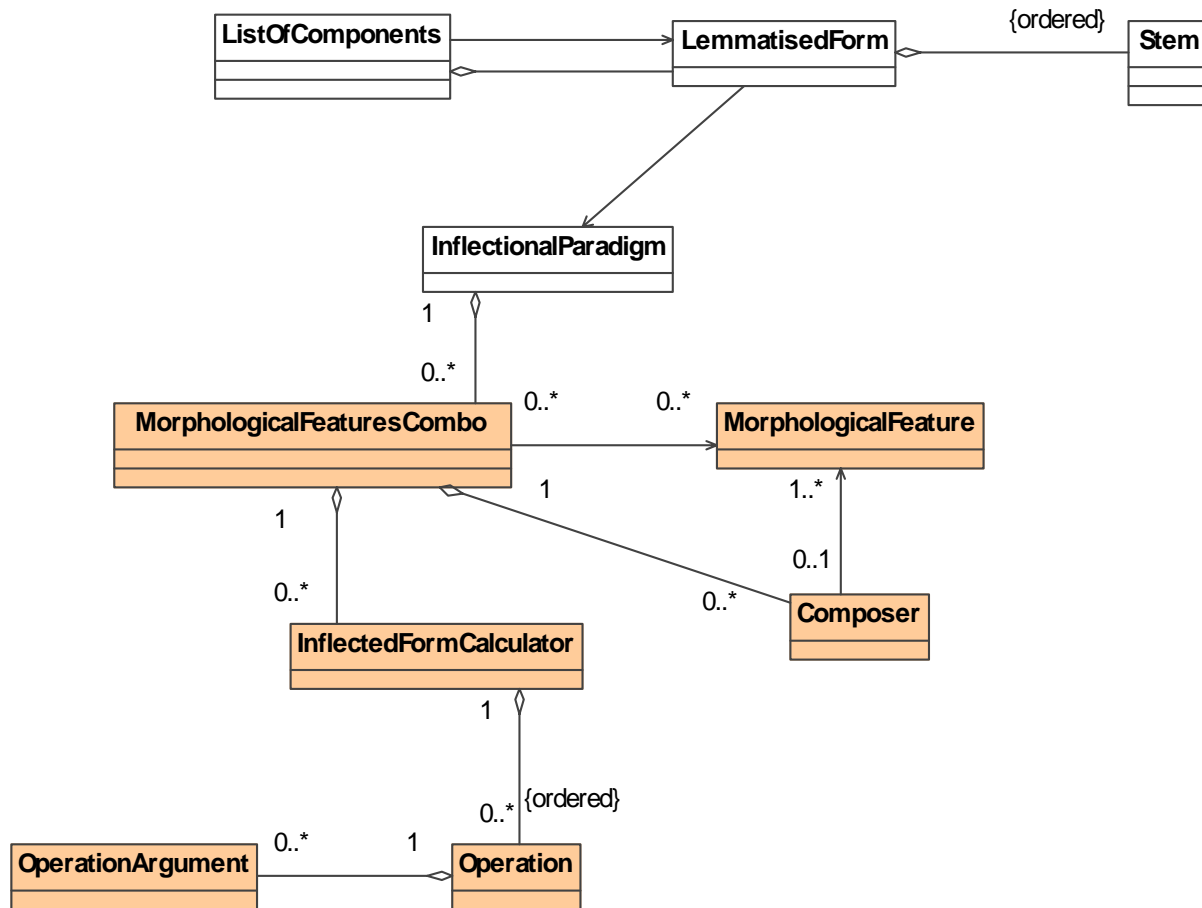 {ordered}
ListOfComponents
LemmatisedForm
Stem
InflectionalParadigm
1
0..*
0..*
0..*
MorphologicalFeaturesCombo
MorphologicalFeature
1
1
1..*
0..1
0..*
0..*
Composer
InflectedFormCalculator
1
0..*
{ordered}
0..*
1
OperationArgument
Operation